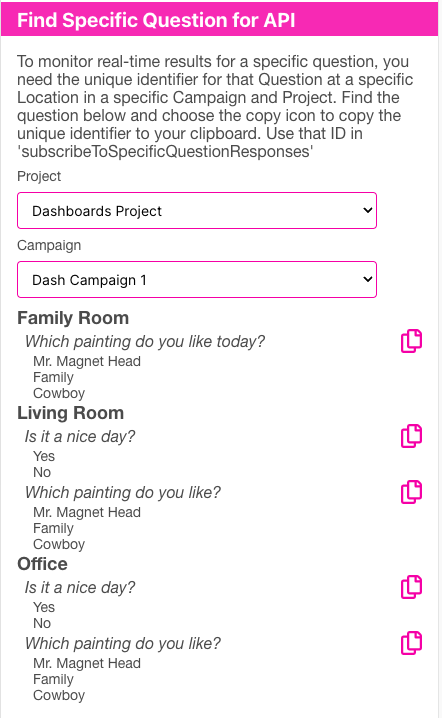 Find Specific Question for API
To monitor real-time results for a specific question, you
need the unique identifier for that Question at a specific
Location in a specific Campaign and Project. Find the
question below and choose the copy icon to copy the
unique identifier to your clipboard. Use that ID in
'subscribeToSpecificQuestionResponses'
Project
Dashboards Project
Campaign
Dash Campaign 1
Family Room
Which painting do you like today?
Mr. Magnet Head
Family
Cowboy
Living Room
Is it a nice day?
Yes
No
Which painting do you like?
Mr. Magnet Head
Family
Cowboy
Office
Is it a nice day?
Yes
No
Which painting do you like?
Mr. Magnet Head
Family
Cowboy